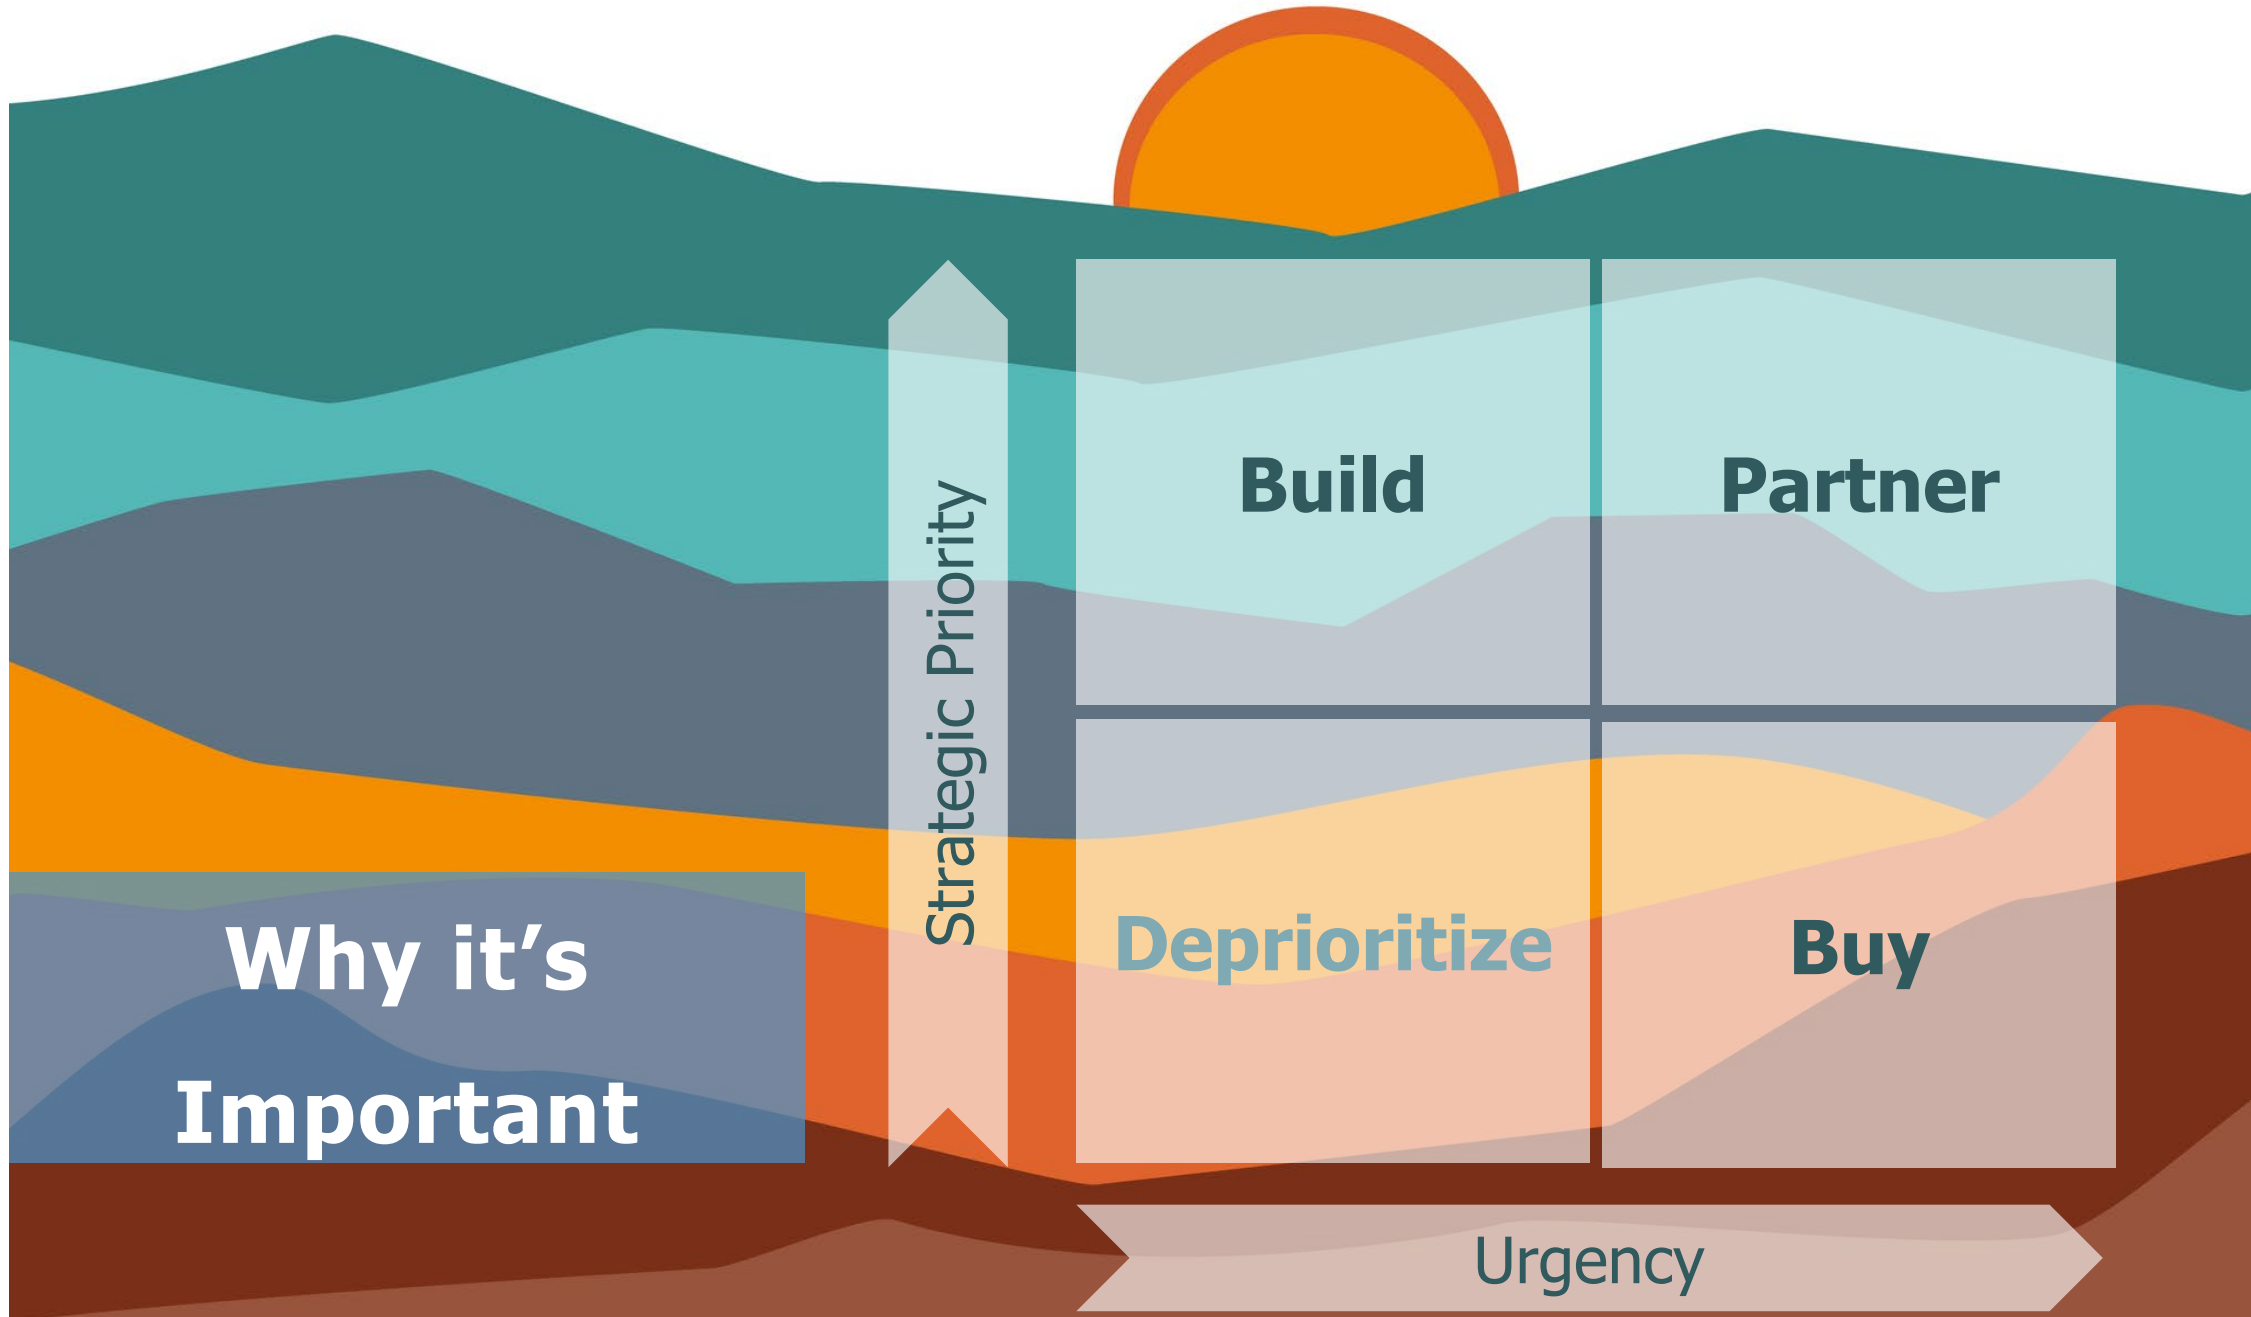 Strategic Priority
Build
Partner
Deprioritize
Buy
Why it’s
Important
Urgency